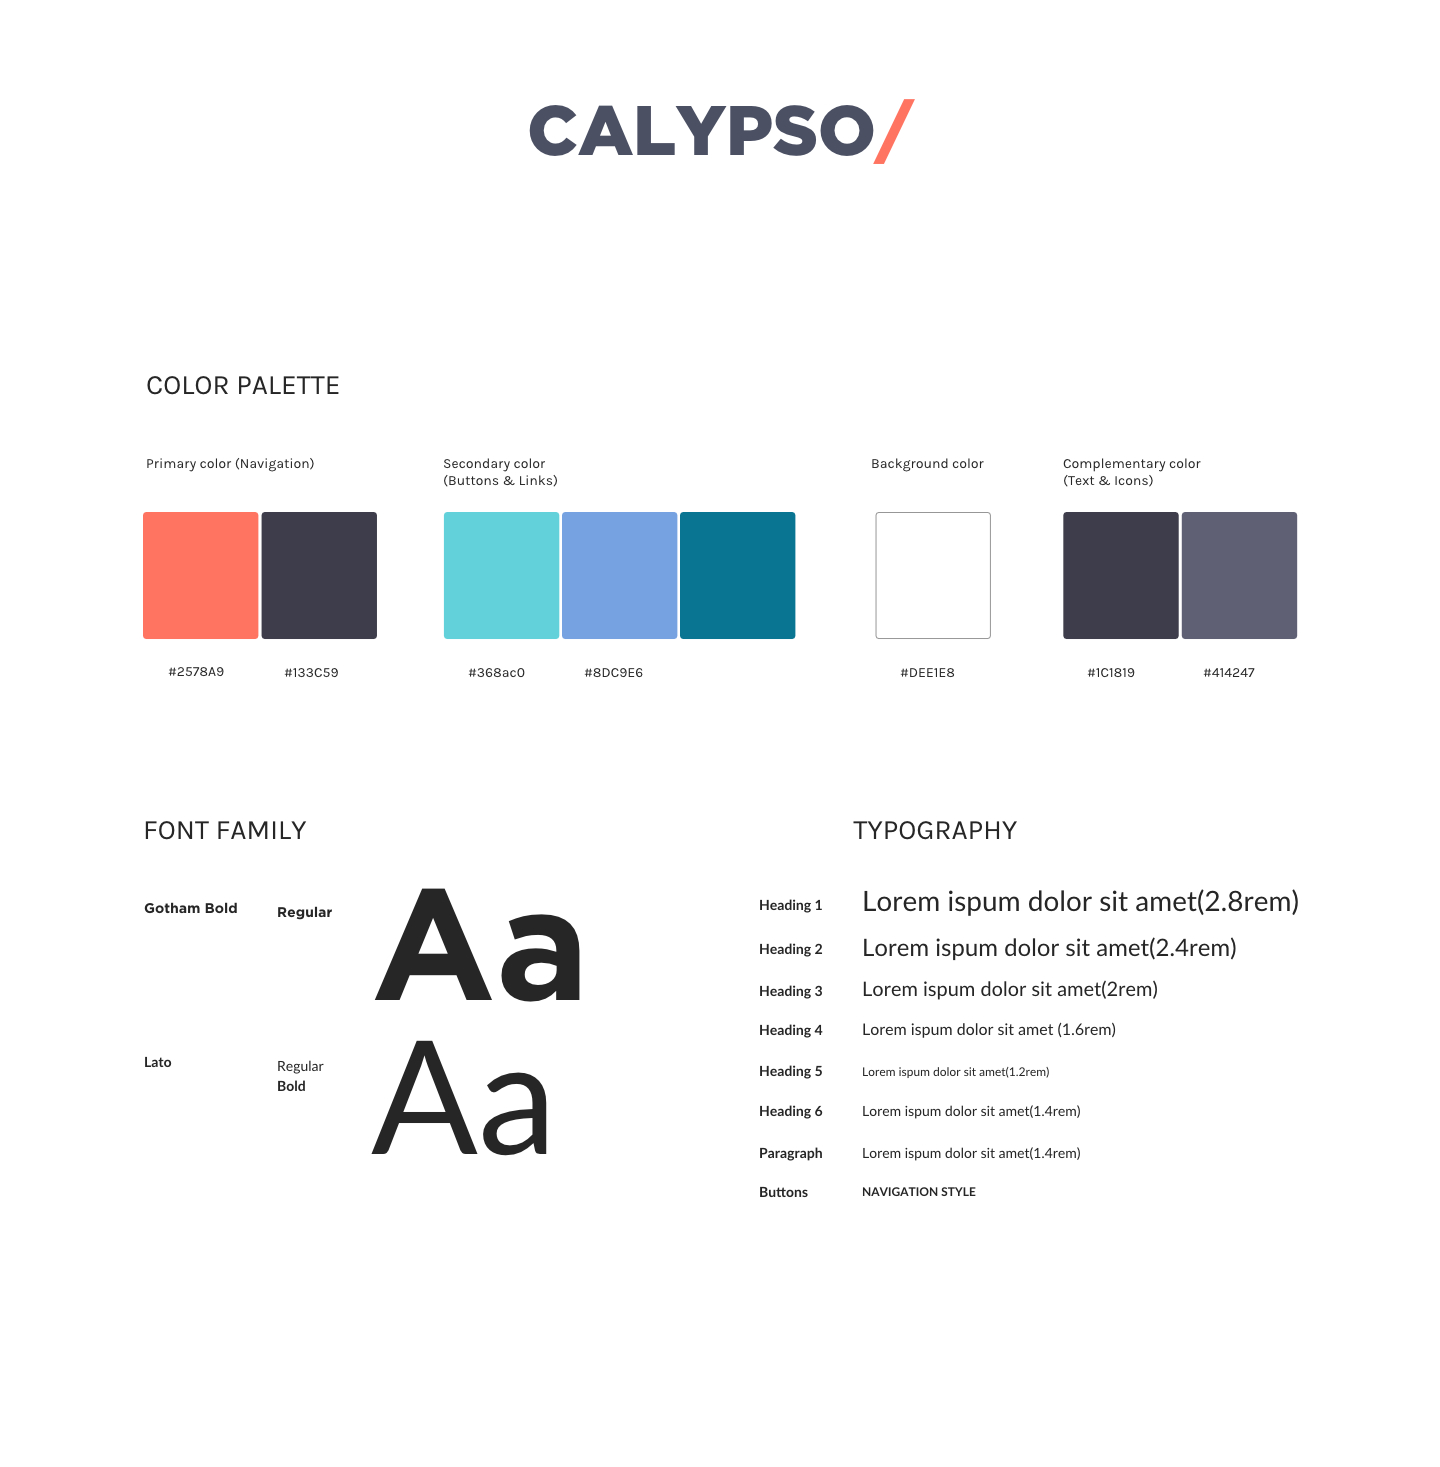 CALYPSO/
COLOR PALETTE
Primary color (Navigation)
Secondary color
(Buttons & Links)
Background color
Complementary color
(Text & Icons)
#2578A9
#133C59
#368ac0
#8DC9E6
#DEE1E8
#1C1819
#414247
FONT FAMILY
Gotham Bold
Regular
Aa
Lato
Regular
Bold
Aa
TYPOGRAPHY
Heading 1 Lorem ispum dolor sit amet(2.8rem)
Heading 2 Lorem ispum dolor sit amet(2.4rem)
Heading 3 Lorem ispum dolor sit amet(2rem)
Heading 4 Lorem ispum dolor sit amet (1.6rem)
Heading 5 Lorem ispum dolor sit amet(1.2rem)
Heading 6 Lorem ispum dolor sit amet(1.4rem)
Paragraph Lorem ispum dolor sit amet(1.4rem)
Buttons NAVIGATION STYLE